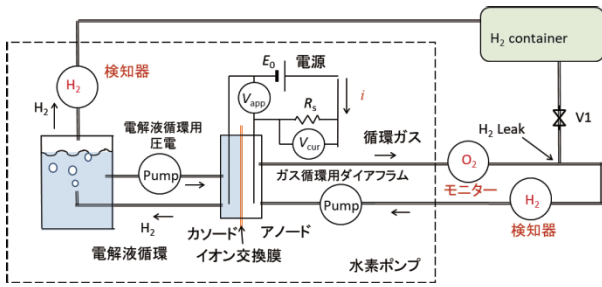 H2 container
検知器
H2
H2
E0
電源
Vapp
Rs
i
Vcur
電解液循環用
圧電
Pump
循環ガス
H2 Leak
V1
O2
モニター
ガス循環用ダイアフラム
Pump
H2
検知器
H2
電解液循環
カソード
アノード
イオン交換膜
水素ポンプ